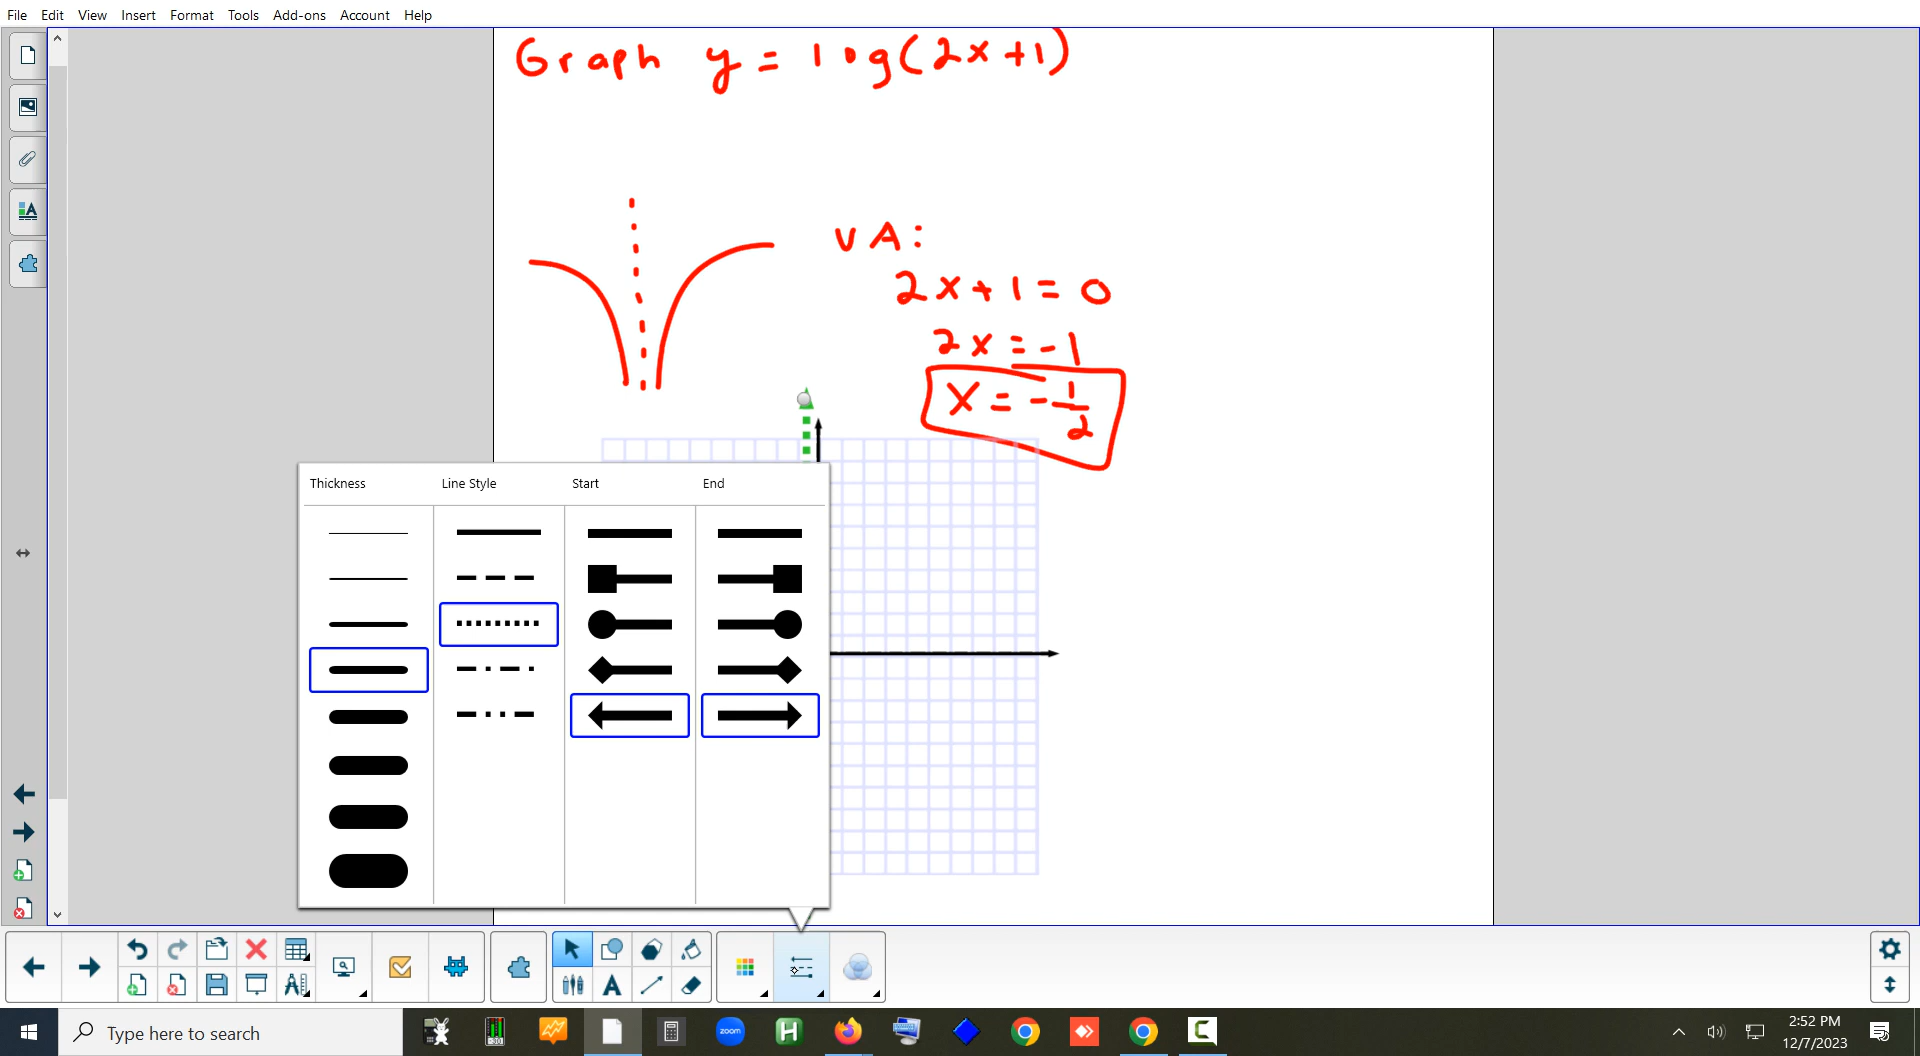 File Edit View Insert Format Tools Add-ons Account Help
Graph y = log(2x+1)
VA:
2x+1=0
2x=-1
x=-1/2
Thickness Line Style Start End
A
Type here to search
zoom
H
C
2:52 PM
12/7/2023